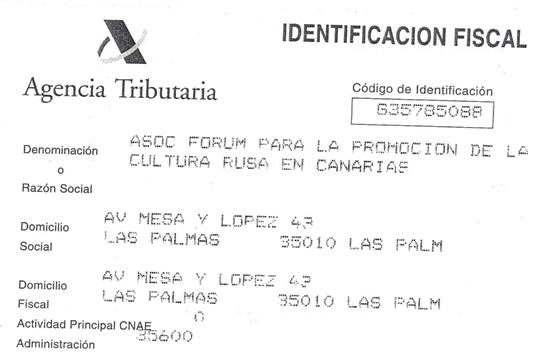 IDENTIFICACION FISCAL
Agencia Tributaria
Código de Identificación
G35785088
Denominación
o
Razón Social
ASOC FORUM PARA LA PROMOCION DE LA
CULTURA RUSA EN CANARIAS
Domicilio
Social
AV MESA Y LOPEZ 43
LAS PALMAS 35010 LAS PALM
Domicilio
Fiscal
AV MESA Y LOPEZ 43
LAS PALMAS 35010 LAS PALM
Actividad Principal CNAE 0
Administración 35600